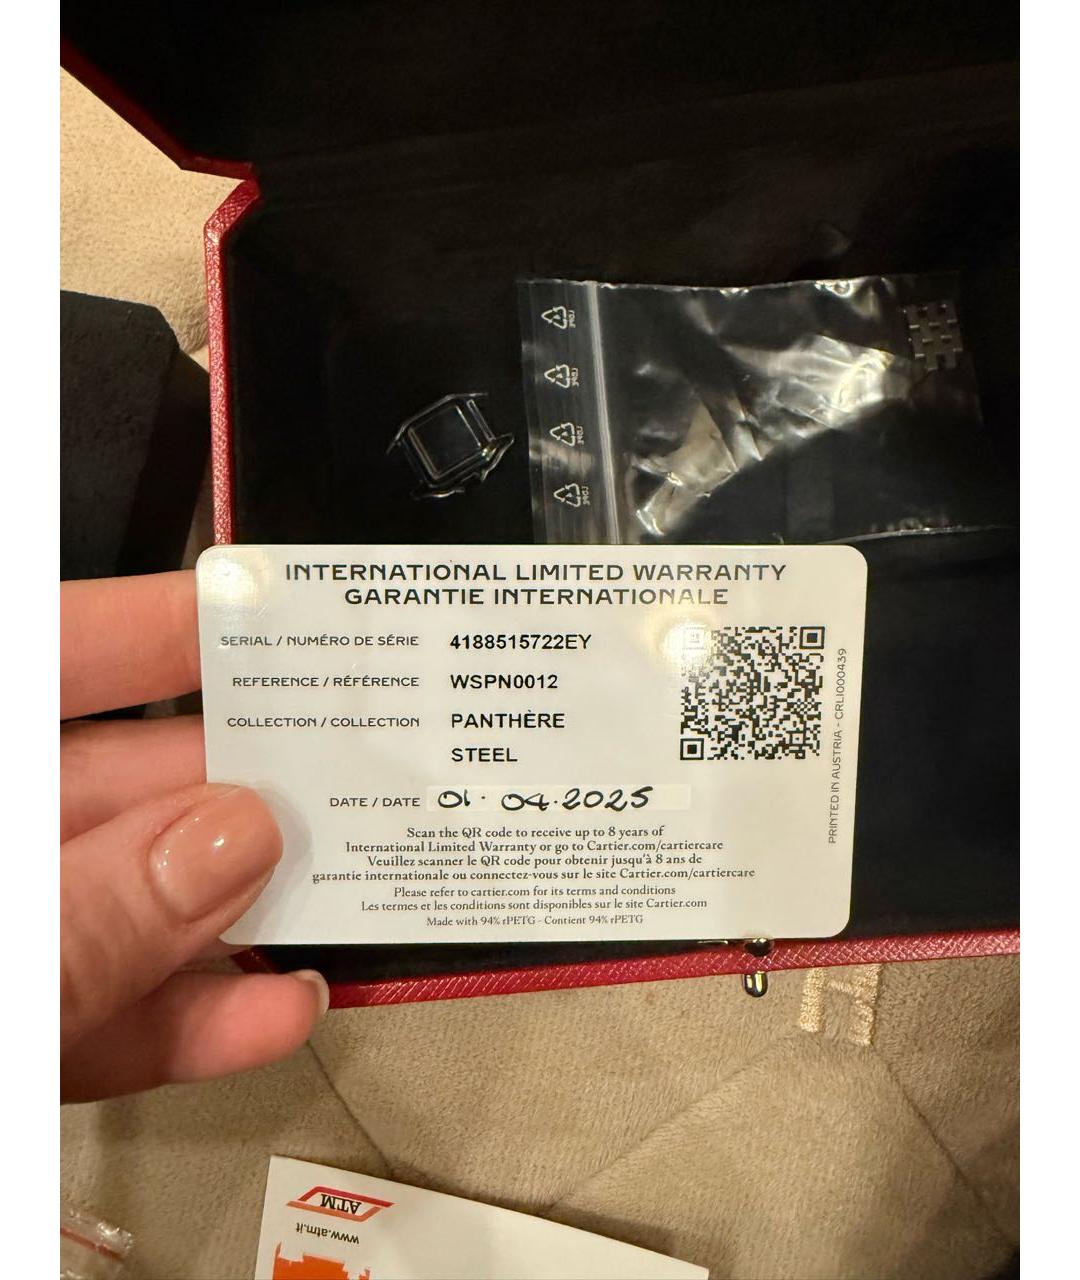 LDPE
LDPE
LDPE
LDPE
INTERNATIONAL LIMITED WARRANTY
GARANTIE INTERNATIONALE
SERIAL / NUMÉRO DE SÉRIE 4188515722EY
REFERENCE / RÉFÉRENCE WSPN0012
COLLECTION / COLLECTION PANTHÈRE
STEEL
DATE / DATE 01 · 04 · 2025
Scan the QR code to receive up to 8 years of
International Limited Warranty or go to Cartier.com/cartiercare
Veuillez scanner le QR code pour obtenir jusqu'à 8 ans de
garantie internationale ou connectez-vous sur le site Cartier.com/cartiercare
Please refer to cartier.com for its terms and conditions
Les termes et les conditions sont disponibles sur le site Cartier.com
Made with 94% rPETG - Contient 94% rPETG
PRINTED IN AUSTRIA - CRLI000439
H
ATM
www.atm.it